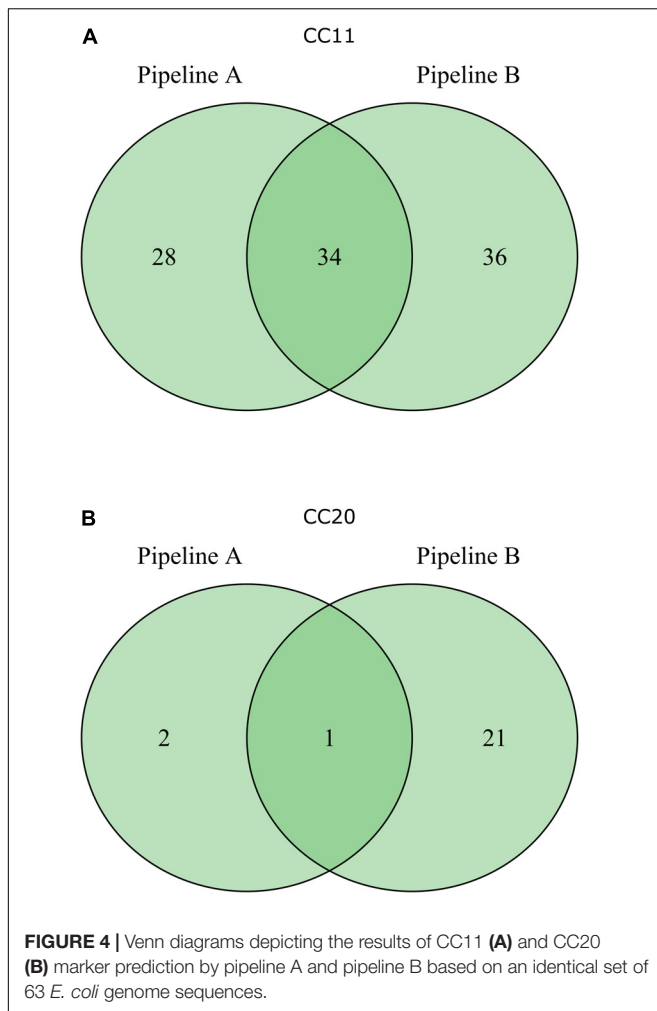 A CC11
Pipeline A Pipeline B
28 34 36
B CC20
Pipeline A Pipeline B
2 1 21
FIGURE 4 | Venn diagrams depicting the results of CC11 (A) and CC20
(B) marker prediction by pipeline A and pipeline B based on an identical set of
63 E. coli genome sequences.